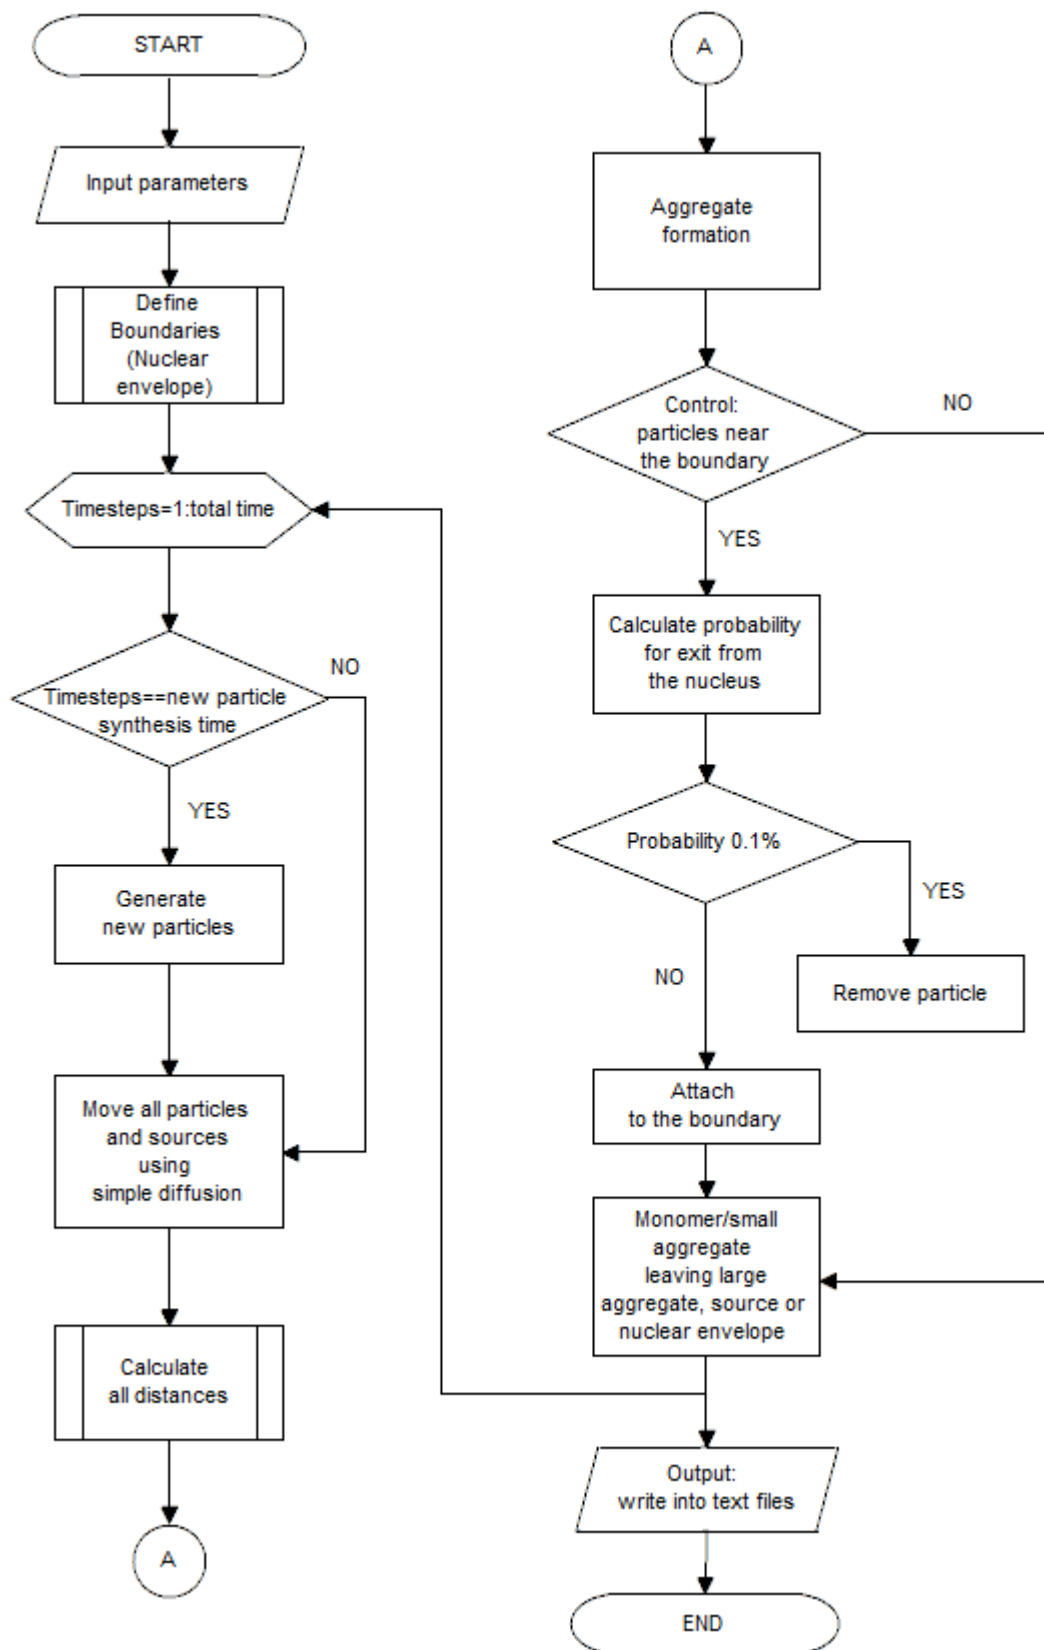 START
Input parameters
Define
Boundaries
(Nuclear
envelope)
Timesteps=1:total time
NO
Timesteps==new particle
synthesis time
YES
Generate
new particles
Move all particles
and sources
using
simple diffusion
Calculate
all distances
A
A
Aggregate
formation
Control:
particles near
the boundary
NO
YES
Calculate probability
for exit from
the nucleus
Probability 0.1%
YES
NO
Remove particle
Attach
to the boundary
Monomer/small
aggregate
leaving large
aggregate, source or
nuclear envelope
Output:
write into text files
END